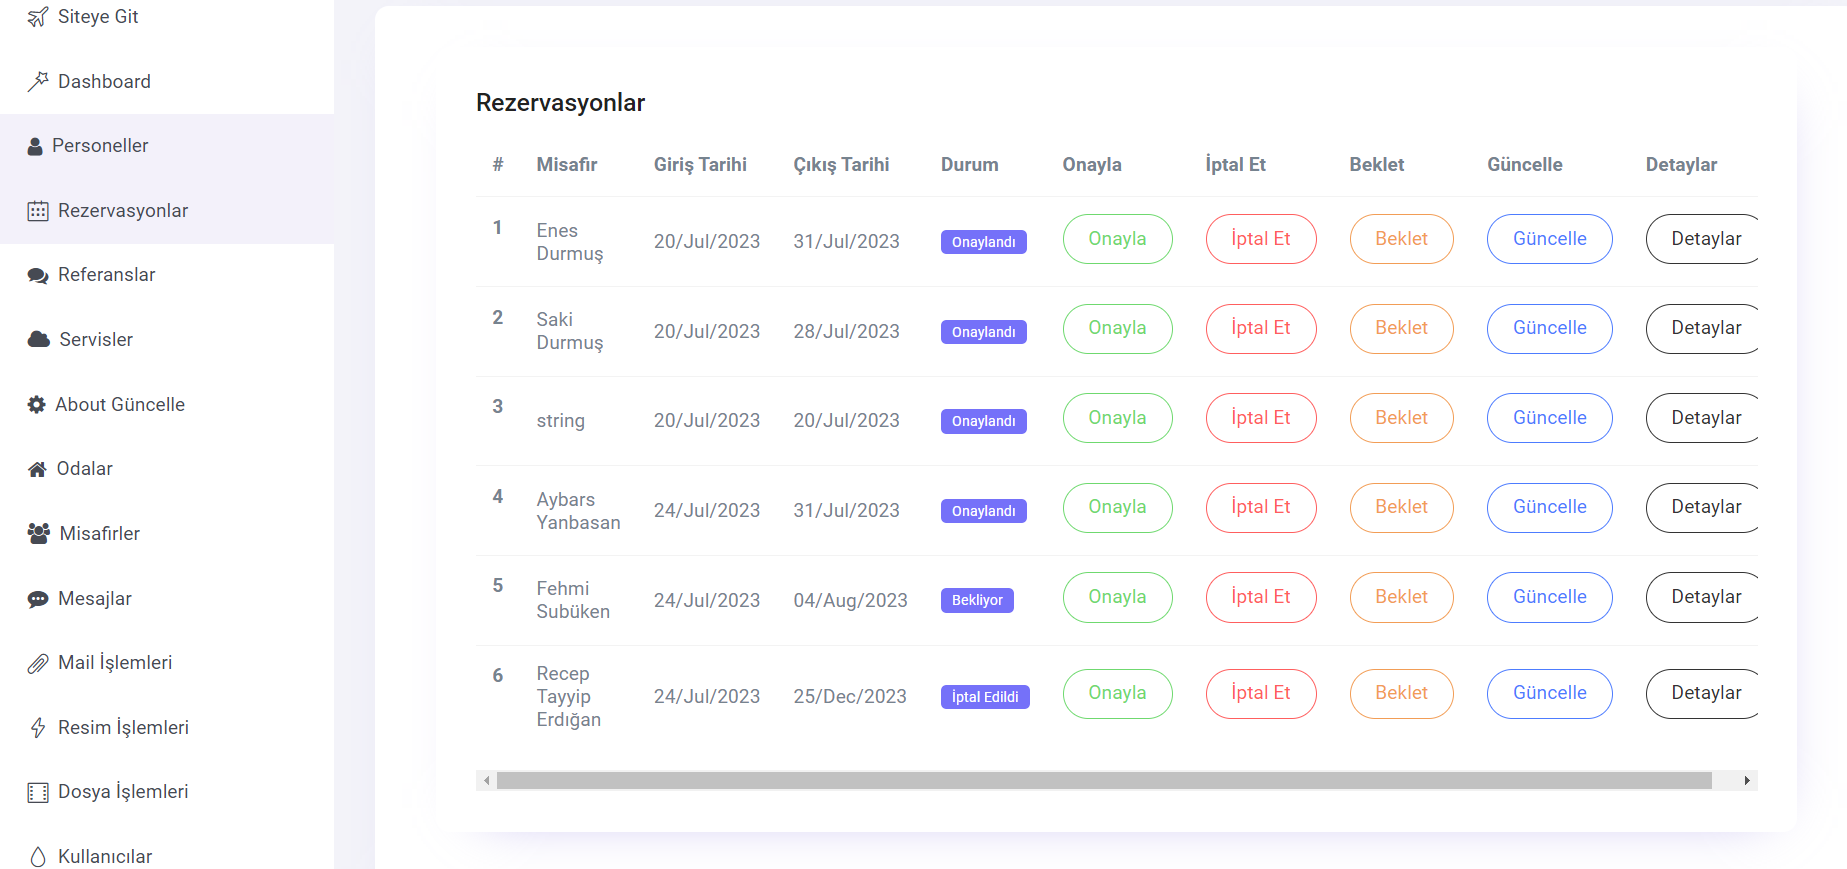 Siteye Git
Dashboard
Personeller
Rezervasyonlar
Referanslar
Servisler
About Güncelle
Odalar
Misafirler
Mesajlar
Mail İşlemleri
Resim İşlemleri
Dosya İşlemleri
Kullanıcılar
Rezervasyonlar
# Misafir Giriş Tarihi Çıkış Tarihi Durum Onayla İptal Et Beklet Güncelle Detaylar
1 Enes Durmuş 20/Jul/2023 31/Jul/2023 Onaylandı Onayla İptal Et Beklet Güncelle Detaylar
2 Saki Durmuş 20/Jul/2023 28/Jul/2023 Onaylandı Onayla İptal Et Beklet Güncelle Detaylar
3 string 20/Jul/2023 20/Jul/2023 Onaylandı Onayla İptal Et Beklet Güncelle Detaylar
4 Aybars Yanbasan 24/Jul/2023 31/Jul/2023 Onaylandı Onayla İptal Et Beklet Güncelle Detaylar
5 Fehmi Subüken 24/Jul/2023 04/Aug/2023 Bekliyor Onayla İptal Et Beklet Güncelle Detaylar
6 Recep Tayyip Erdığan 24/Jul/2023 25/Dec/2023 İptal Edildi Onayla İptal Et Beklet Güncelle Detaylar